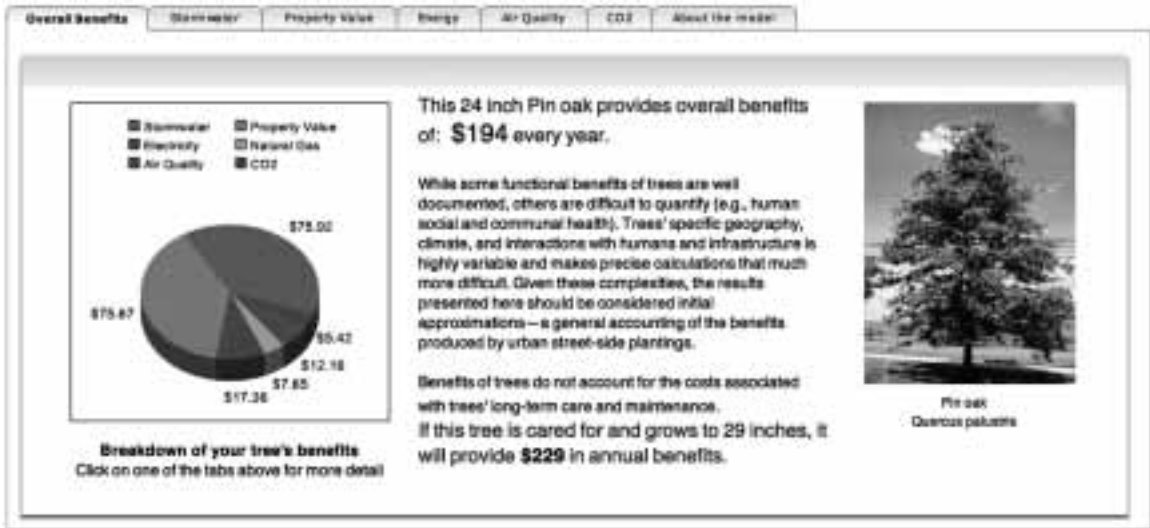 Overall Benefits
Stormwater
Property Value
Energy
Air Quality
CO2
About the model
Stormwater
Property Value
Electricity
Natural Gas
Air Quality
CO2
$75.92
$75.67
$5.42
$12.18
$7.65
$17.36
Breakdown of your tree's benefits
Click on one of the tabs above for more detail
This 24 inch Pin oak provides overall benefits
of: $194 every year.
While some functional benefits of trees are well
documented, others are difficult to quantify (e.g., human
social and communal health). Trees' specific geography,
climate, and interactions with humans and infrastructure is
highly variable and makes precise calculations that much
more difficult. Given these complexities, the results
presented here should be considered initial
approximations—a general accounting of the benefits
produced by urban street-side plantings.
Benefits of trees do not account for the costs associated
with trees' long-term care and maintenance.
If this tree is cared for and grows to 29 inches, it
will provide $229 in annual benefits.
Pin oak
Quercus palustris